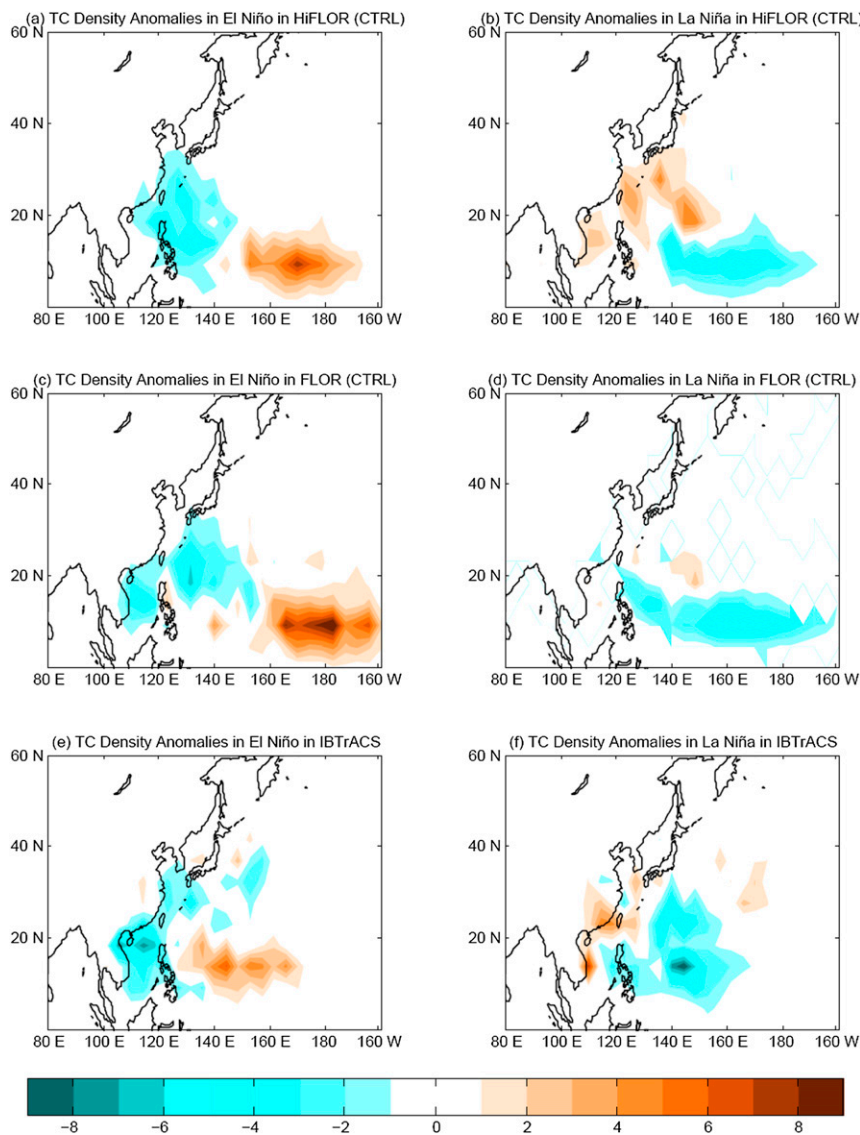 (a) TC Density Anomalies in El Niño in HiFLOR (CTRL)
(b) TC Density Anomalies in La Niña in HiFLOR (CTRL)
60 N
60 N
40 N
40 N
20 N
20 N
80 E 100 E 120 E 140 E 160 E 180 160 W
80 E 100 E 120 E 140 E 160 E 180 160 W
(c) TC Density Anomalies in El Niño in FLOR (CTRL)
(d) TC Density Anomalies in La Niña in FLOR (CTRL)
60 N
60 N
40 N
40 N
20 N
20 N
80 E 100 E 120 E 140 E 160 E 180 160 W
80 E 100 E 120 E 140 E 160 E 180 160 W
(e) TC Density Anomalies in El Niño in IBTrACS
(f) TC Density Anomalies in La Niña in IBTrACS
60 N
60 N
40 N
40 N
20 N
20 N
80 E 100 E 120 E 140 E 160 E 180 160 W
80 E 100 E 120 E 140 E 160 E 180 160 W
−8 −6 −4 −2 0 2 4 6 8